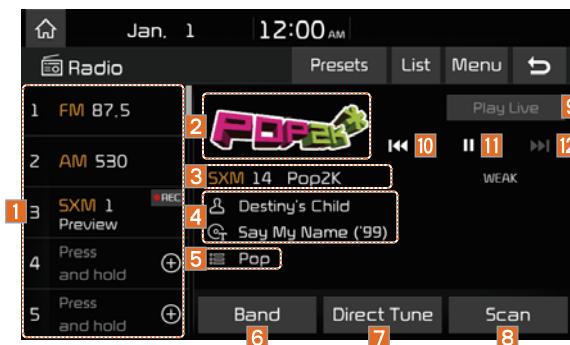 Jan. 1 12:00 AM
Radio Presets List Menu
1 FM 87.5
2 AM 530
3 SXM 1 REC
Preview
4 Press
and hold
5 Press
and hold
1
2
POP2K
3
SXM 14 Pop2K
4
Destiny's Child
Say My Name ('99)
5
Pop
Play Live 9
10 11 12
WEAK
Band Direct Tune Scan
6 7 8